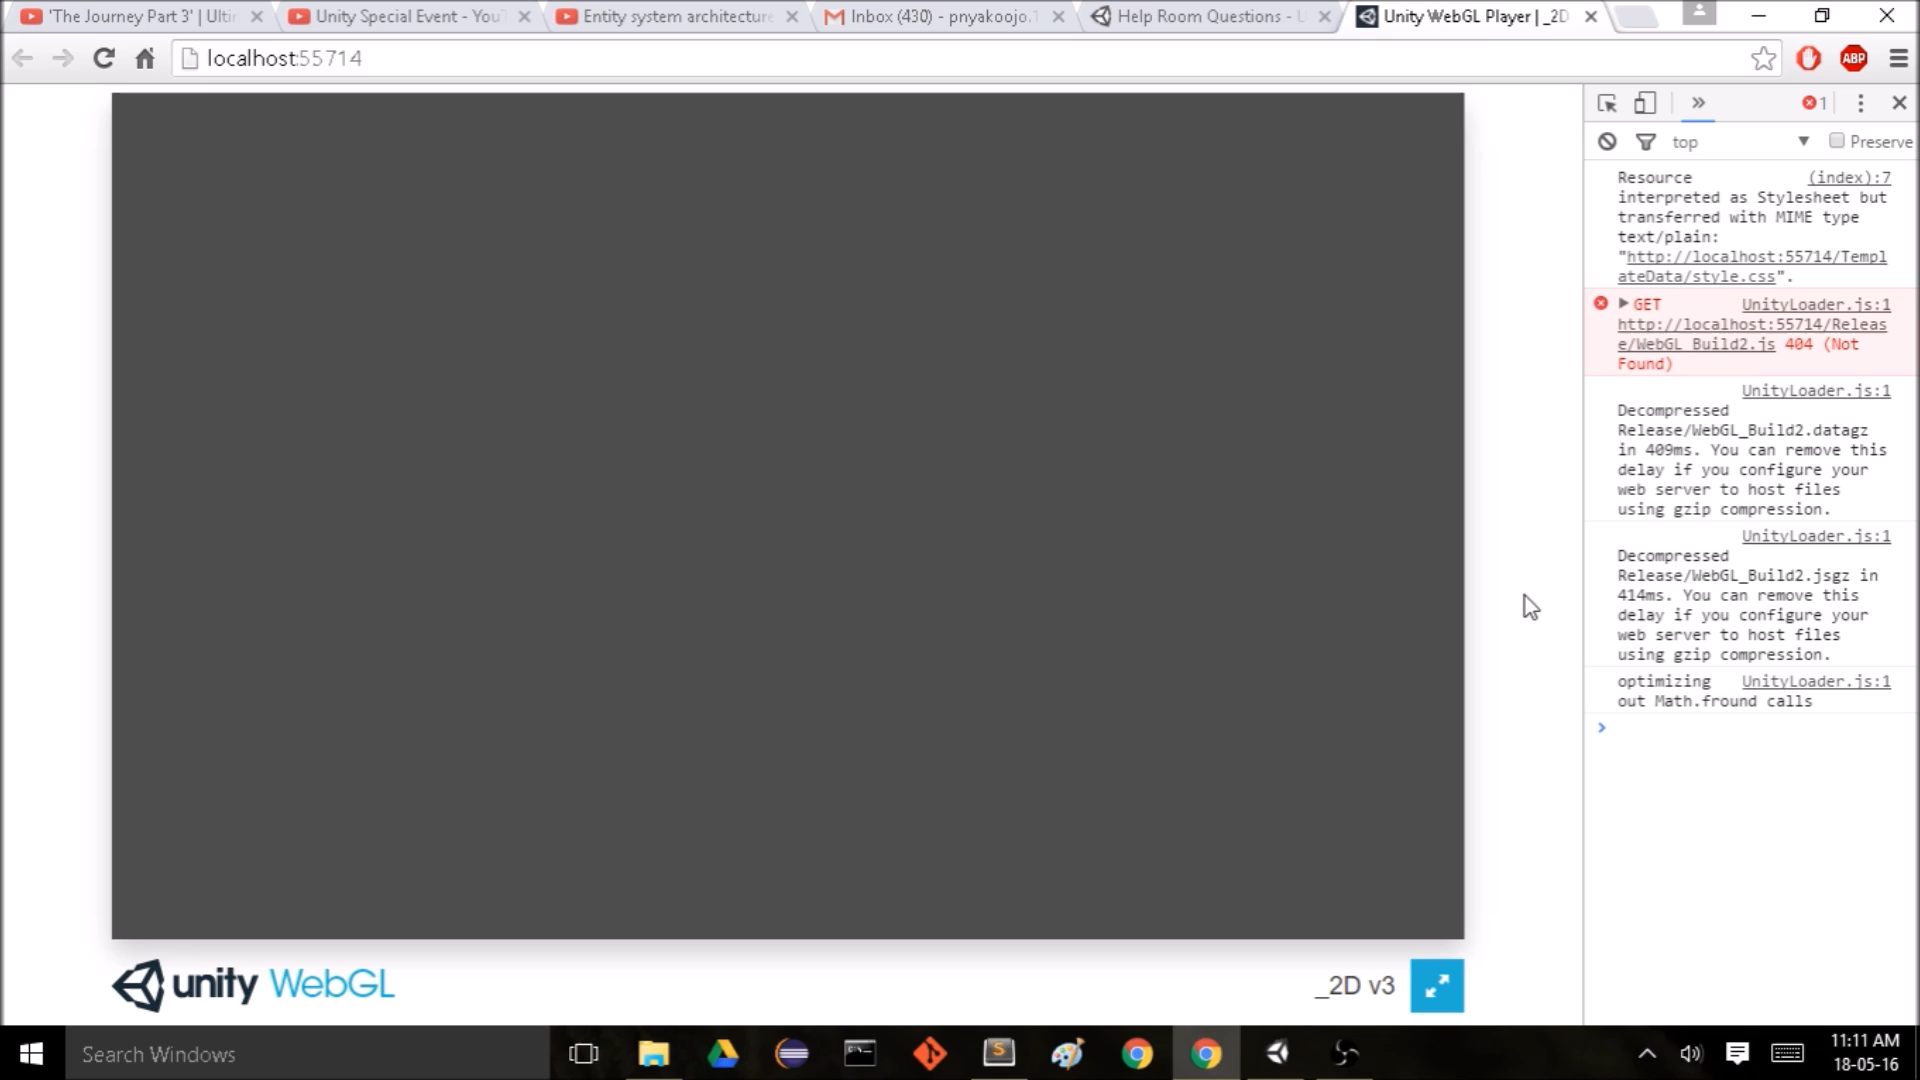 'The Journey Part 3' | Ulti
Unity Special Event - You
Entity system architecture
Inbox (430) - pnyakoojo.
Help Room Questions - U
Unity WebGL Player | _2D
localhost:55714
ABP
1
top
Preserve
Resource (index):7
interpreted as Stylesheet but
transferred with MIME type
text/plain:
"http://localhost:55714/Templ
ateData/style.css".
GET UnityLoader.js:1
http://localhost:55714/Releas
e/WebGL_Build2.js 404 (Not
Found)
UnityLoader.js:1
Decompressed
Release/WebGL_Build2.datagz
in 409ms. You can remove this
delay if you configure your
web server to host files
using gzip compression.
UnityLoader.js:1
Decompressed
Release/WebGL_Build2.jsgz in
414ms. You can remove this
delay if you configure your
web server to host files
using gzip compression.
optimizing UnityLoader.js:1
out Math.fround calls
unity WebGL
_2D v3
Search Windows
11:11 AM
18-05-16